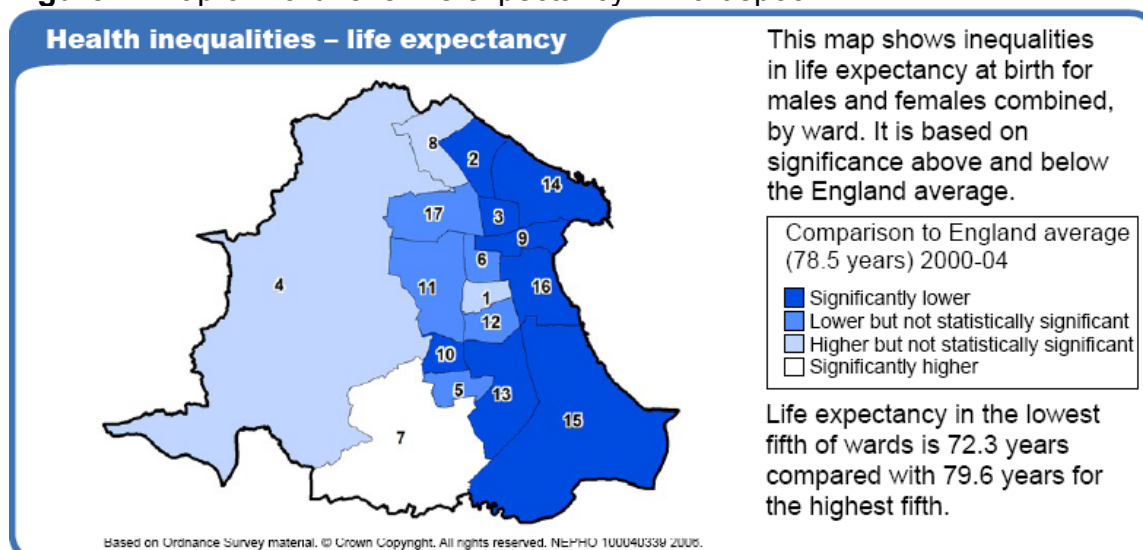 Health inequalities – life expectancy
8
2
14
17
3
9
6
4
11
1
16
12
10
5
13
7
15
This map shows inequalities
in life expectancy at birth for
males and females combined,
by ward. It is based on
significance above and below
the England average.
Comparison to England average
(78.5 years) 2000-04
Significantly lower
Lower but not statistically significant
Higher but not statistically significant
Significantly higher
Life expectancy in the lowest
fifth of wards is 72.3 years
compared with 79.6 years for
the highest fifth.
Based on Ordnance Survey material. © Crown Copyright. All rights reserved. NEPHO 100040339 2006.